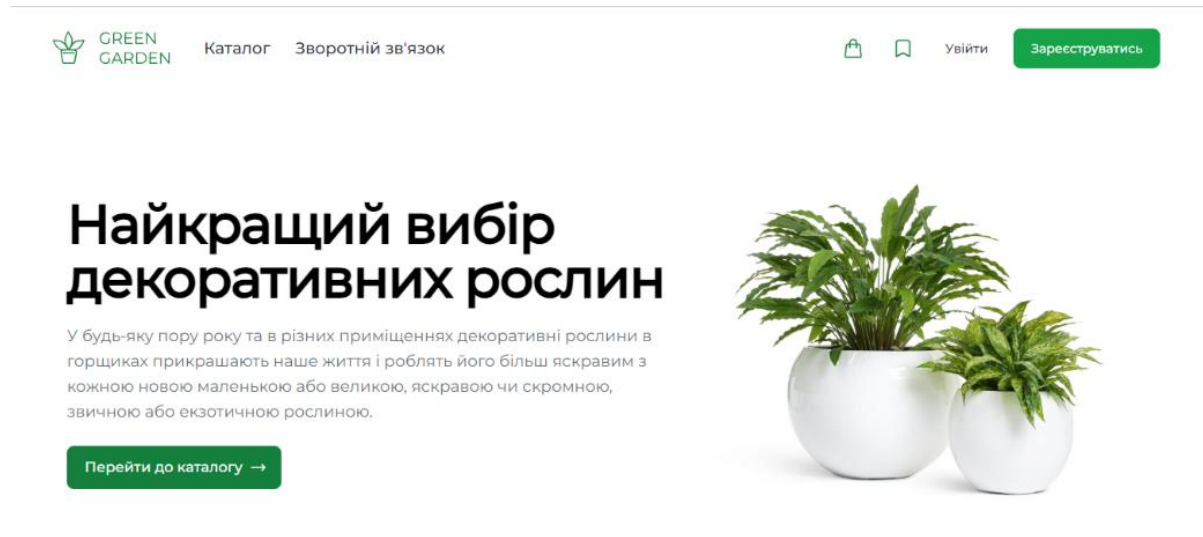 GREEN
GARDEN
Каталог Зворотній зв'язок
Увійти
Зареєструватись
Найкращий вибір
декоративних рослин
У будь-яку пору року та в різних приміщеннях декоративні рослини в
горщиках прикрашають наше життя і роблять його більш яскравим з
кожною новою маленькою або великою, яскравою чи скромною,
звичною або екзотичною рослиною.
Перейти до каталогу →